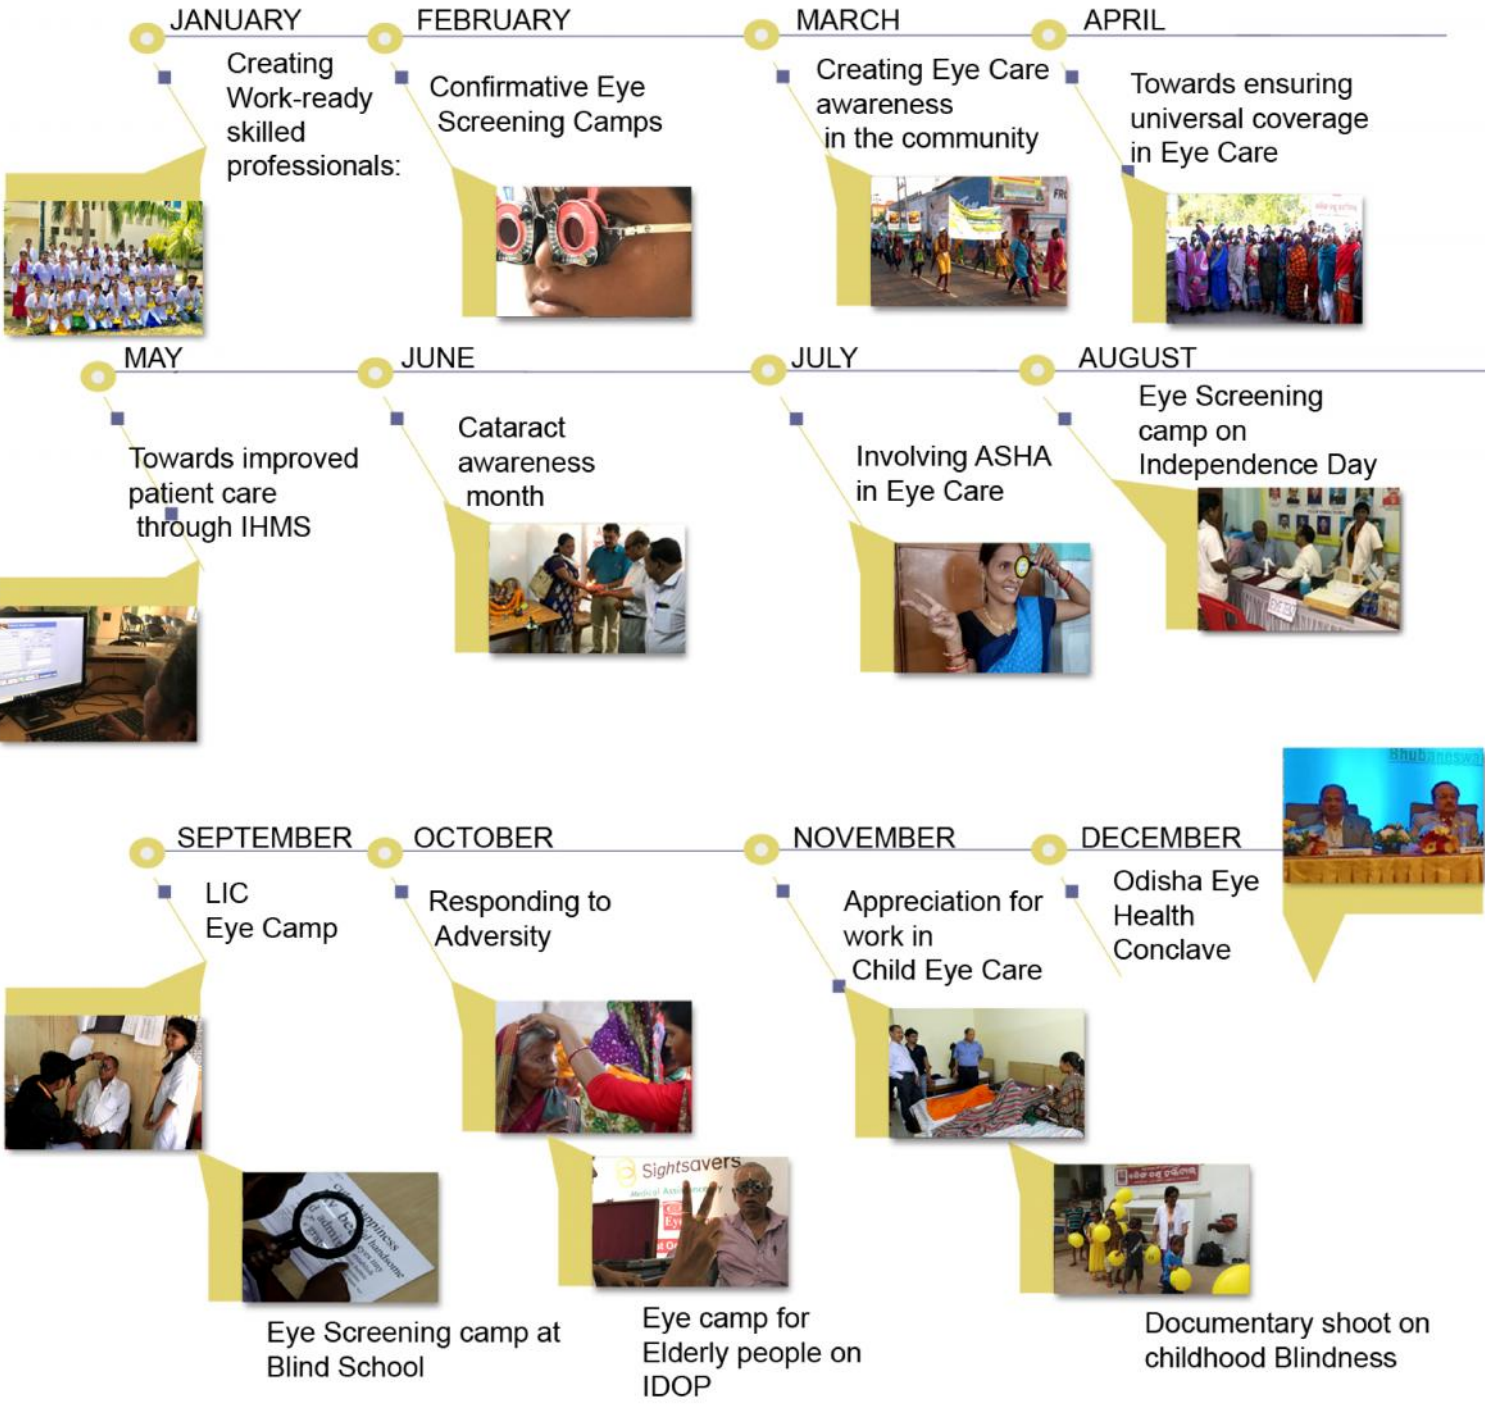 JANUARY
Creating
Work-ready
skilled
professionals:
FEBRUARY
Confirmative Eye
Screening Camps
MARCH
Creating Eye Care
awareness
in the community
APRIL
Towards ensuring
universal coverage
in Eye Care
MAY
Towards improved
patient care
through IHMS
JUNE
Cataract
awareness
month
JULY
Involving ASHA
in Eye Care
AUGUST
Eye Screening
camp on
Independence Day
SEPTEMBER
LIC
Eye Camp
Eye Screening camp at
Blind School
OCTOBER
Responding to
Adversity
Sightsavers
Eye camp for
Elderly people on
IDOP
NOVEMBER
Appreciation for
work in
Child Eye Care
Documentary shoot on
childhood Blindness
DECEMBER
Odisha Eye
Health
Conclave